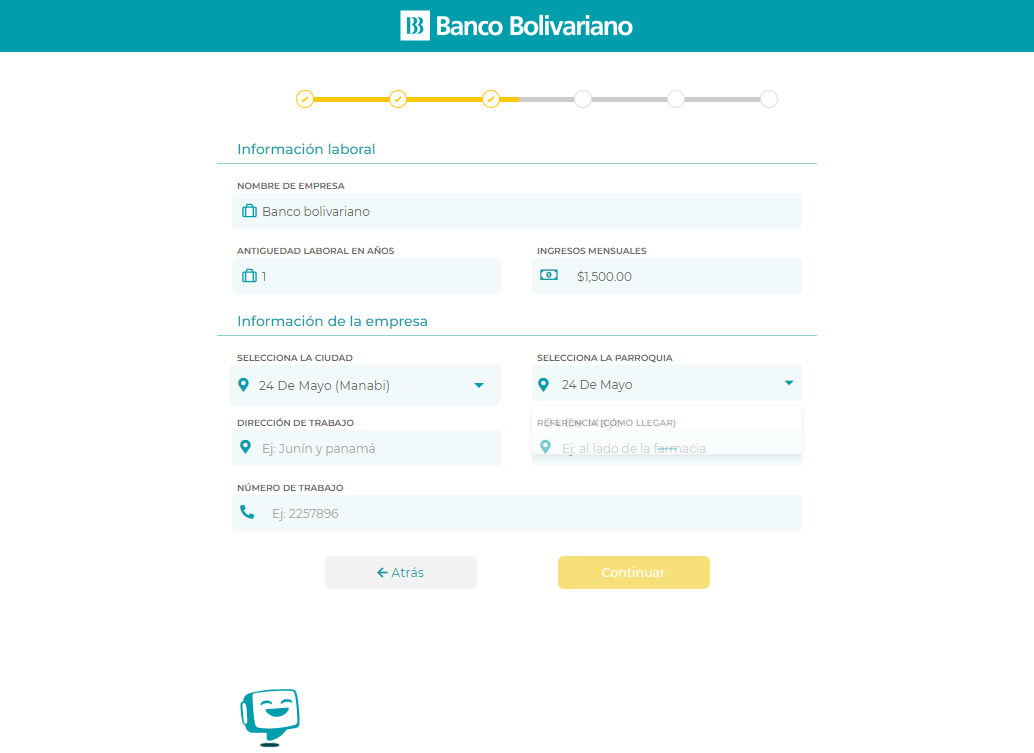 Banco Bolivariano
Información laboral
NOMBRE DE EMPRESA
Banco bolivariano
ANTIGUEDAD LABORAL EN AÑOS
INGRESOS MENSUALES
1
$1,500.00
Información de la empresa
SELECCIONA LA CIUDAD
SELECCIONA LA PARROQUIA
24 De Mayo (Manabi)
24 De Mayo
DIRECCIÓN DE TRABAJO
REFERENCIA (CÓMO LLEGAR)
Ej: Junín y panamá
Ej: al lado de la farmacia
NÚMERO DE TRABAJO
Ej: 2257896
Atrás
Continuar